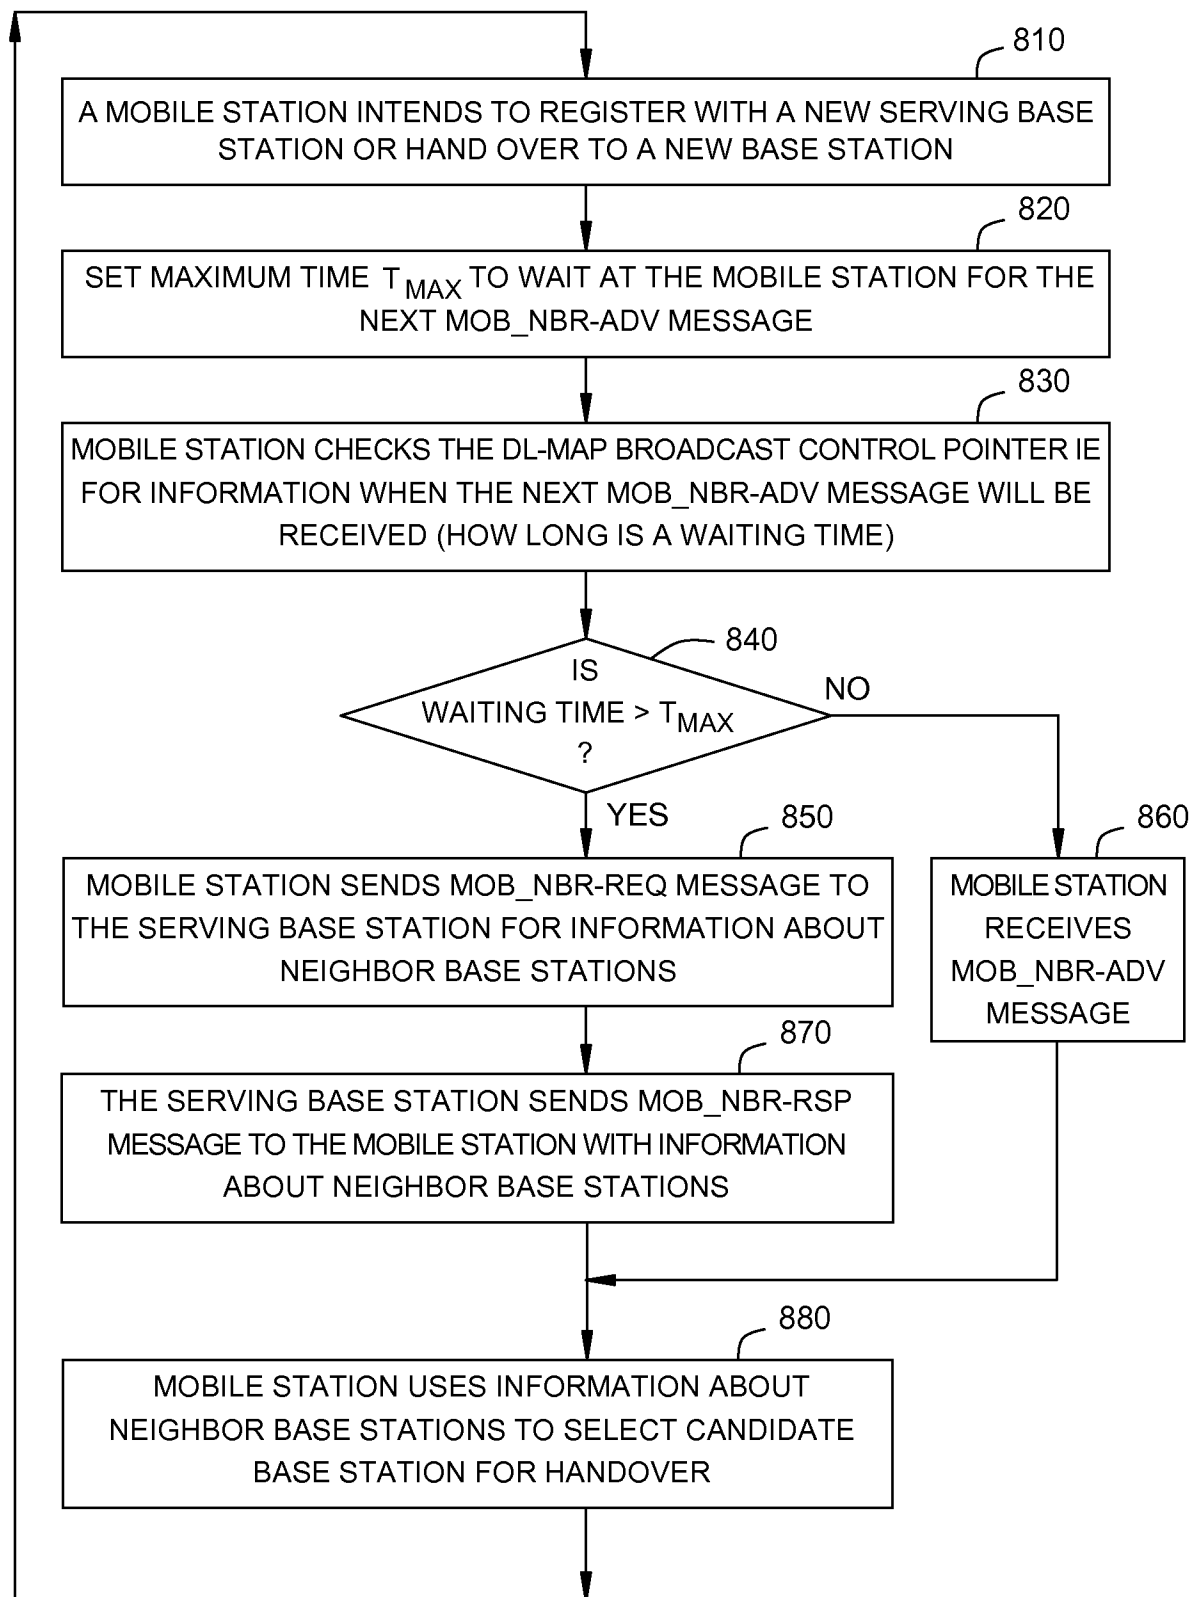 810
A MOBILE STATION INTENDS TO REGISTER WITH A NEW SERVING BASE
STATION OR HAND OVER TO A NEW BASE STATION
820
SET MAXIMUM TIME TMAX TO WAIT AT THE MOBILE STATION FOR THE
NEXT MOB_NBR-ADV MESSAGE
830
MOBILE STATION CHECKS THE DL-MAP BROADCAST CONTROL POINTER IE
FOR INFORMATION WHEN THE NEXT MOB_NBR-ADV MESSAGE WILL BE
RECEIVED (HOW LONG IS A WAITING TIME)
840
IS
WAITING TIME > TMAX
?
NO
YES
850
MOBILE STATION SENDS MOB_NBR-REQ MESSAGE TO
THE SERVING BASE STATION FOR INFORMATION ABOUT
NEIGHBOR BASE STATIONS
860
MOBILE STATION
RECEIVES
MOB_NBR-ADV
MESSAGE
870
THE SERVING BASE STATION SENDS MOB_NBR-RSP
MESSAGE TO THE MOBILE STATION WITH INFORMATION
ABOUT NEIGHBOR BASE STATIONS
880
MOBILE STATION USES INFORMATION ABOUT
NEIGHBOR BASE STATIONS TO SELECT CANDIDATE
BASE STATION FOR HANDOVER